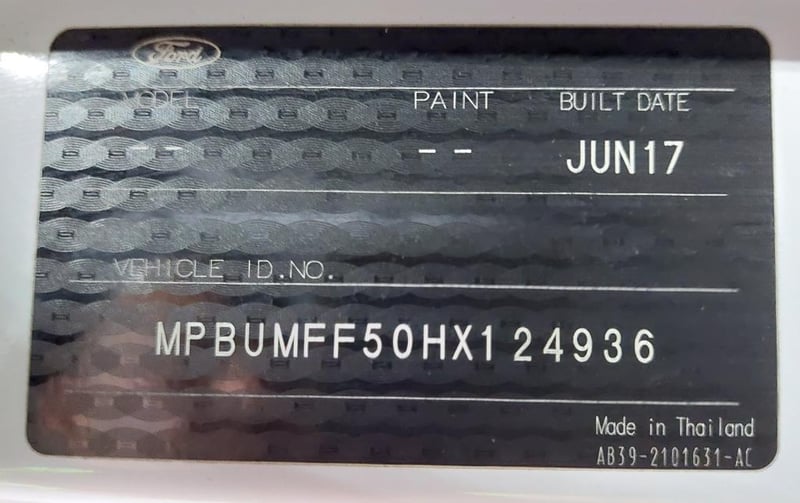 Ford
MODEL PAINT BUILT DATE
-- -- JUN17
VEHICLE ID.NO.
MPBUMFF50HX124936
Made in Thailand
AB39-2101631-AC